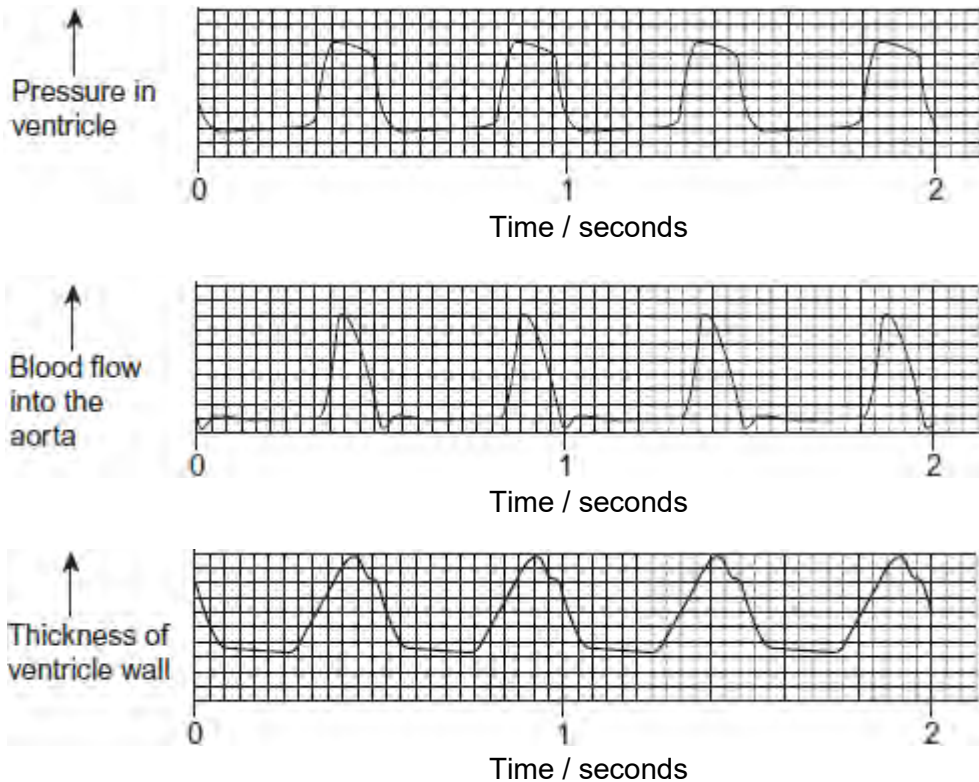 Pressure in
ventricle
0 1 2
Time / seconds
Blood flow
into the
aorta
0 1 2
Time / seconds
Thickness of
ventricle wall
0 1 2
Time / seconds